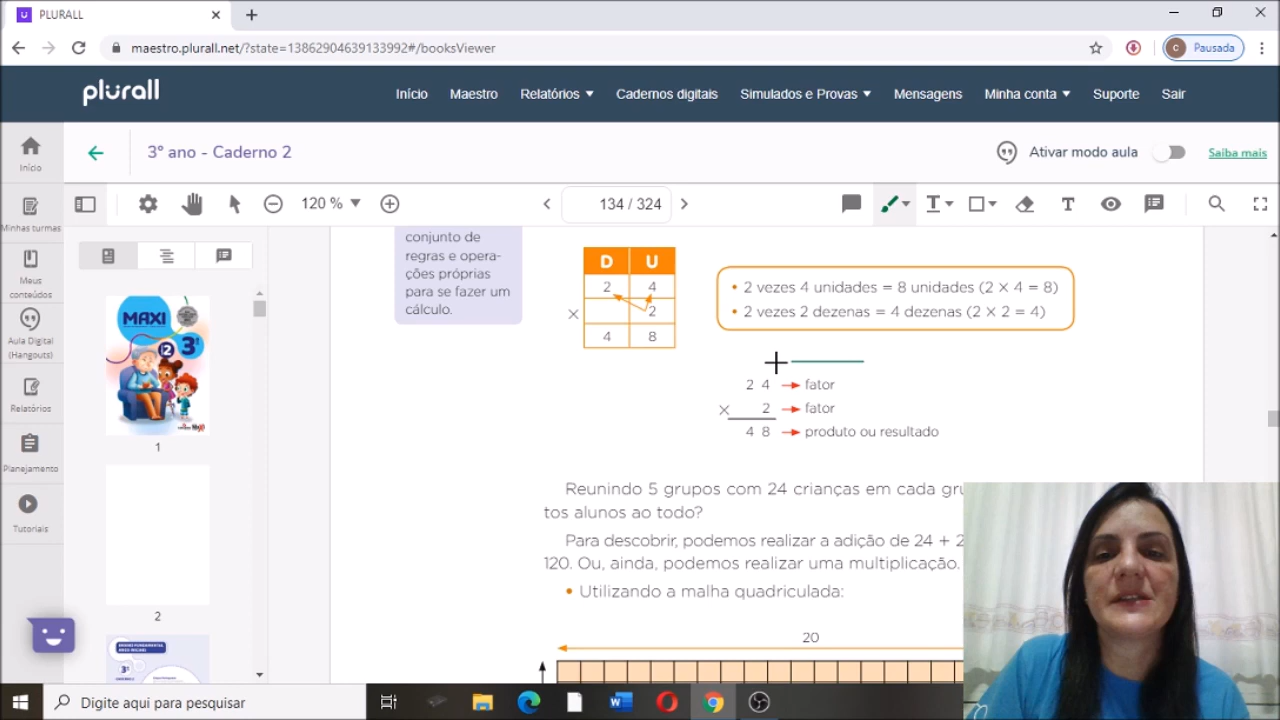 PLURALL
maestro.plurall.net/?state=13862904639133992#/booksViewer
C Pausada
plurall
Início Maestro Relatórios Cadernos digitais Simulados e Provas Mensagens Minha conta Suporte Sair
Início
3º ano - Caderno 2
Ativar modo aula Saiba mais
Minhas turmas
120 %
134 / 324
Meus
conteúdos
Aula Digital
(Hangouts)
Relatórios
Planejamento
Tutoriais
MAXI
2 3º
1
2
3º
conjunto de
regras e opera-
ções próprias
para se fazer um
cálculo.
D U
2 4
× 2
4 8
• 2 vezes 4 unidades = 8 unidades (2 × 4 = 8)
• 2 vezes 2 dezenas = 4 dezenas (2 × 2 = 4)
2 4 fator
× 2 fator
4 8 produto ou resultado
Reunindo 5 grupos com 24 crianças em cada
tos alunos ao todo?
Para descobrir, podemos realizar a adição de 24 + 2
120. Ou, ainda, podemos realizar uma multiplicação.
• Utilizando a malha quadriculada:
20
Digite aqui para pesquisar